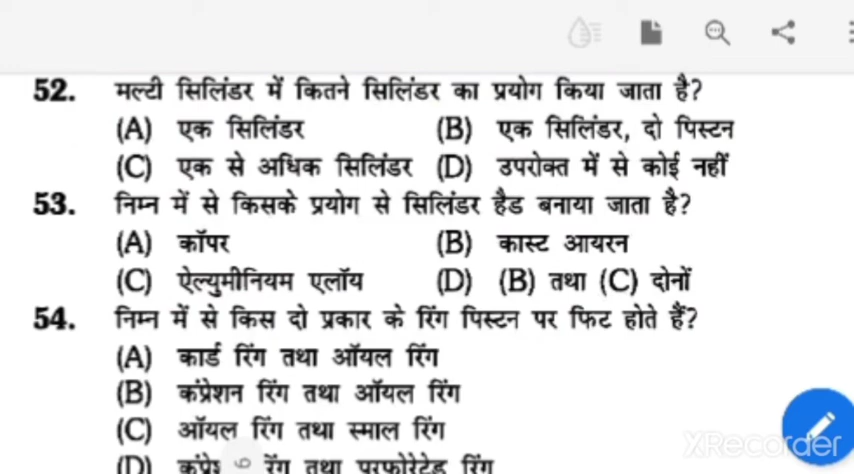 52. मल्टी सिलिंडर में कितने सिलिंडर का प्रयोग किया जाता है?
(A) एक सिलिंडर (B) एक सिलिंडर, दो पिस्टन
(C) एक से अधिक सिलिंडर (D) उपरोक्त में से कोई नहीं
53. निम्न में से किसके प्रयोग से सिलिंडर हैड बनाया जाता है?
(A) कॉपर (B) कास्ट आयरन
(C) ऐल्युमीनियम एलॉय (D) (B) तथा (C) दोनों
54. निम्न में से किस दो प्रकार के रिंग पिस्टन पर फिट होते हैं?
(A) कार्ड रिंग तथा ऑयल रिंग
(B) कंप्रेशन रिंग तथा ऑयल रिंग
(C) ऑयल रिंग तथा स्माल रिंग
(D) तथा परफोरेटेड रिंग
XRecorder